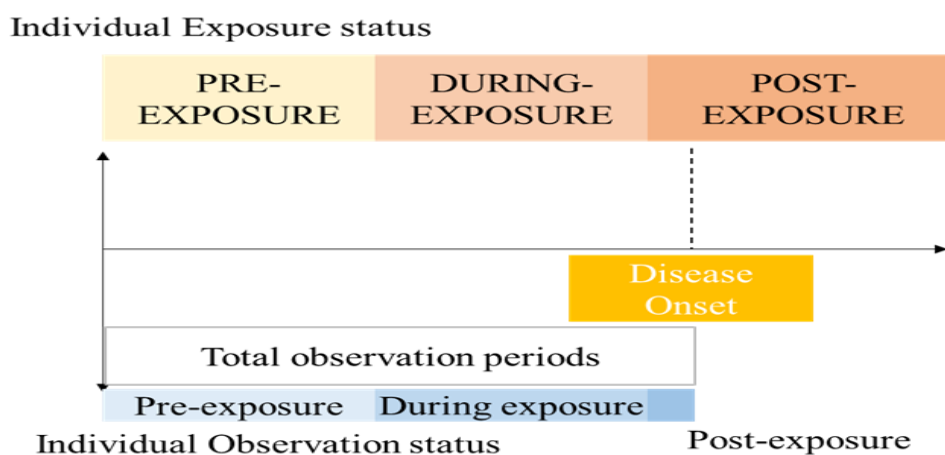 Individual Exposure status
PRE-
EXPOSURE
DURING-
EXPOSURE
POST-
EXPOSURE
Disease
Onset
Total observation periods
Pre-exposure
During exposure
Post-exposure
Individual Observation status